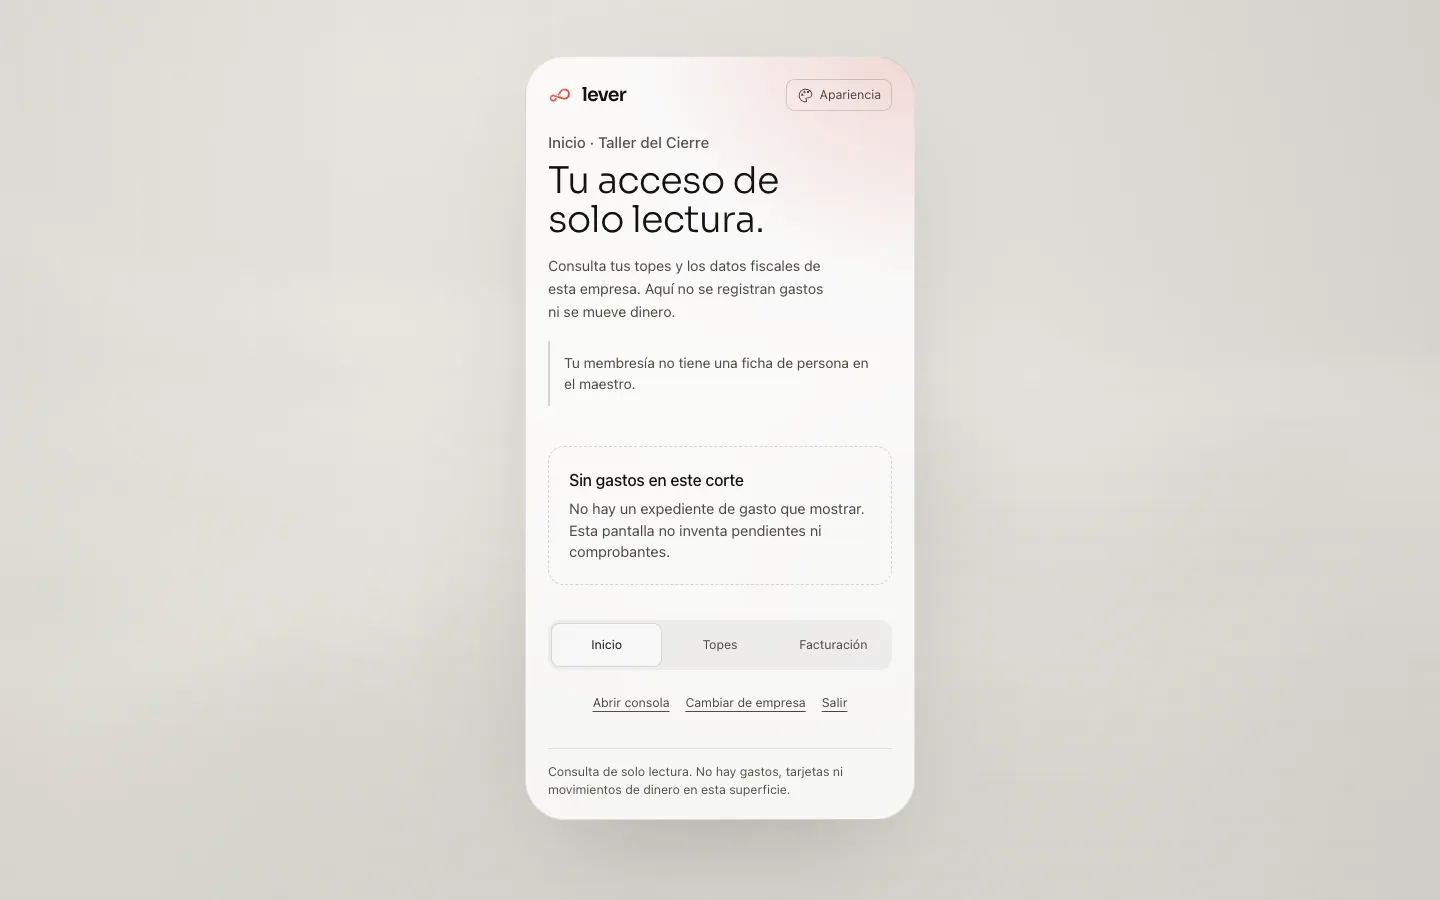 lever
Apariencia
Inicio · Taller del Cierre
Tu acceso de
solo lectura.
Consulta tus topes y los datos fiscales de
esta empresa. Aquí no se registran gastos
ni se mueve dinero.
Tu membresía no tiene una ficha de persona en
el maestro.
Sin gastos en este corte
No hay un expediente de gasto que mostrar.
Esta pantalla no inventa pendientes ni
comprobantes.
Inicio
Topes
Facturación
Abrir consola
Cambiar de empresa
Salir
Consulta de solo lectura. No hay gastos, tarjetas ni
movimientos de dinero en esta superficie.